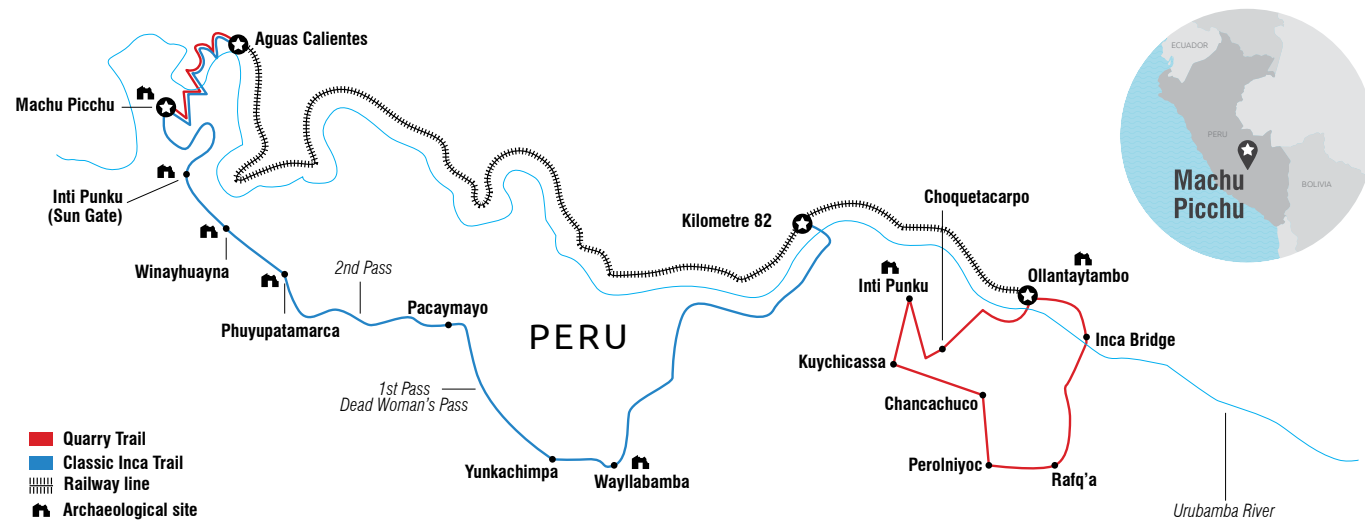 Aguas Calientes
Machu Picchu
Inti Punku
(Sun Gate)
Winayhuayna
Phuyupatamarca
2nd Pass
Pacaymayo
1st Pass
Dead Woman's Pass
Yunkachimpa
Wayllabamba
PERU
Kilometre 82
Choquetacarpo
Inti Punku
Ollantaytambo
Kuychicassa
Inca Bridge
Chancachuco
Perolniyoc
Rafq'a
Urubamba River
ECUADOR
PERU
BOLIVIA
Machu
Picchu
Quarry Trail
Classic Inca Trail
Railway line
Archaeological site